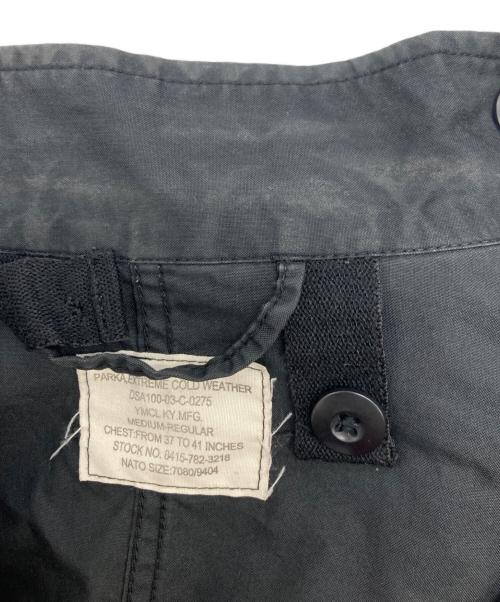 PARKA,EXTREME COLD WEATHER
DSA100-03-C-0275
YMCL KY.MFG.
MEDIUM-REGULAR
CHEST:FROM 37 TO 41 INCHES
STOCK NO. 8415-782-3218
NATO SIZE:7080/9404